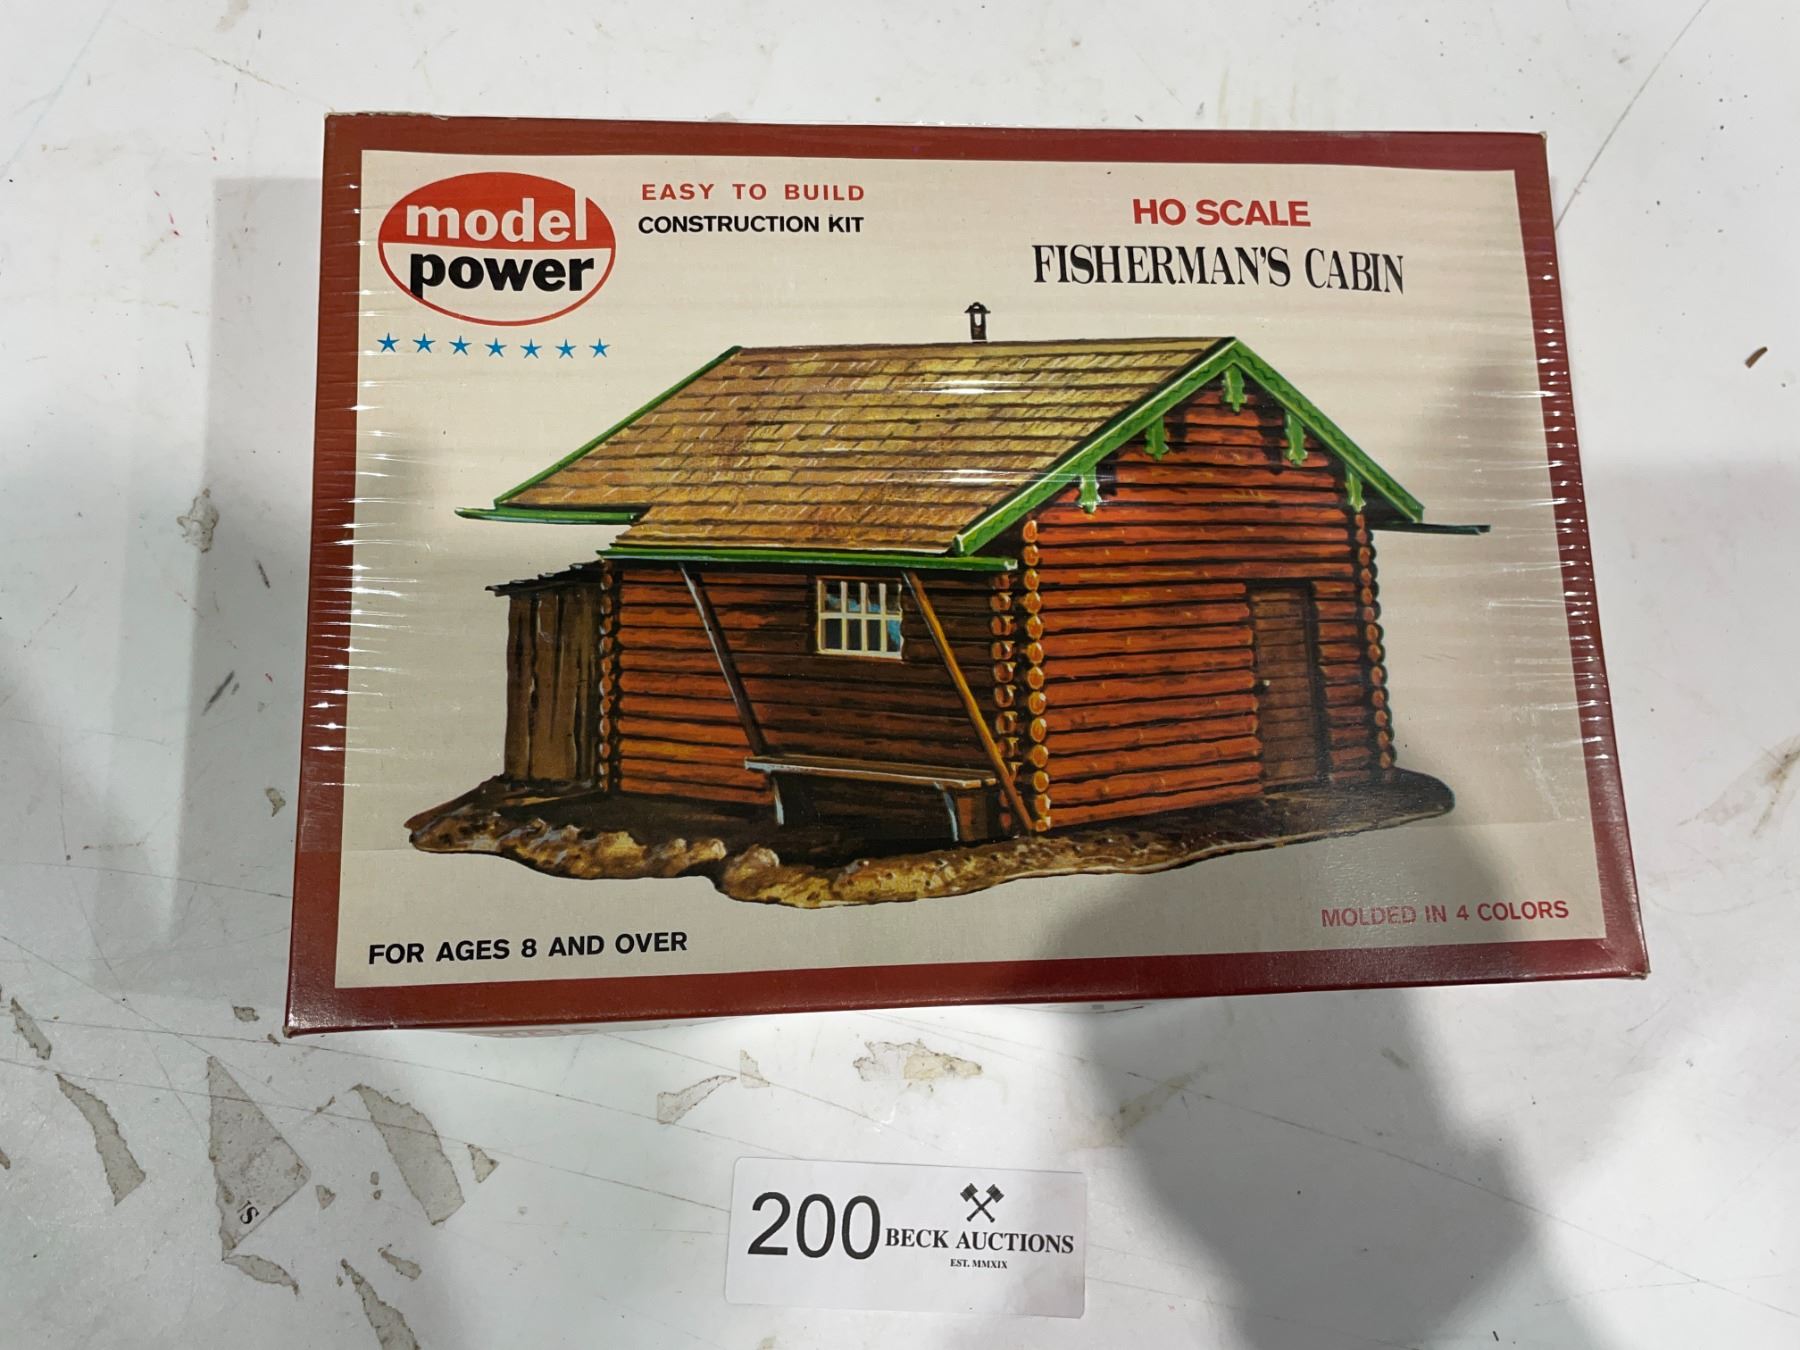 model
power
EASY TO BUILD
CONSTRUCTION KIT
HO SCALE
FISHERMAN'S CABIN
FOR AGES 8 AND OVER
MOLDED IN 4 COLORS
200
BECK AUCTIONS
EST. MMXIX